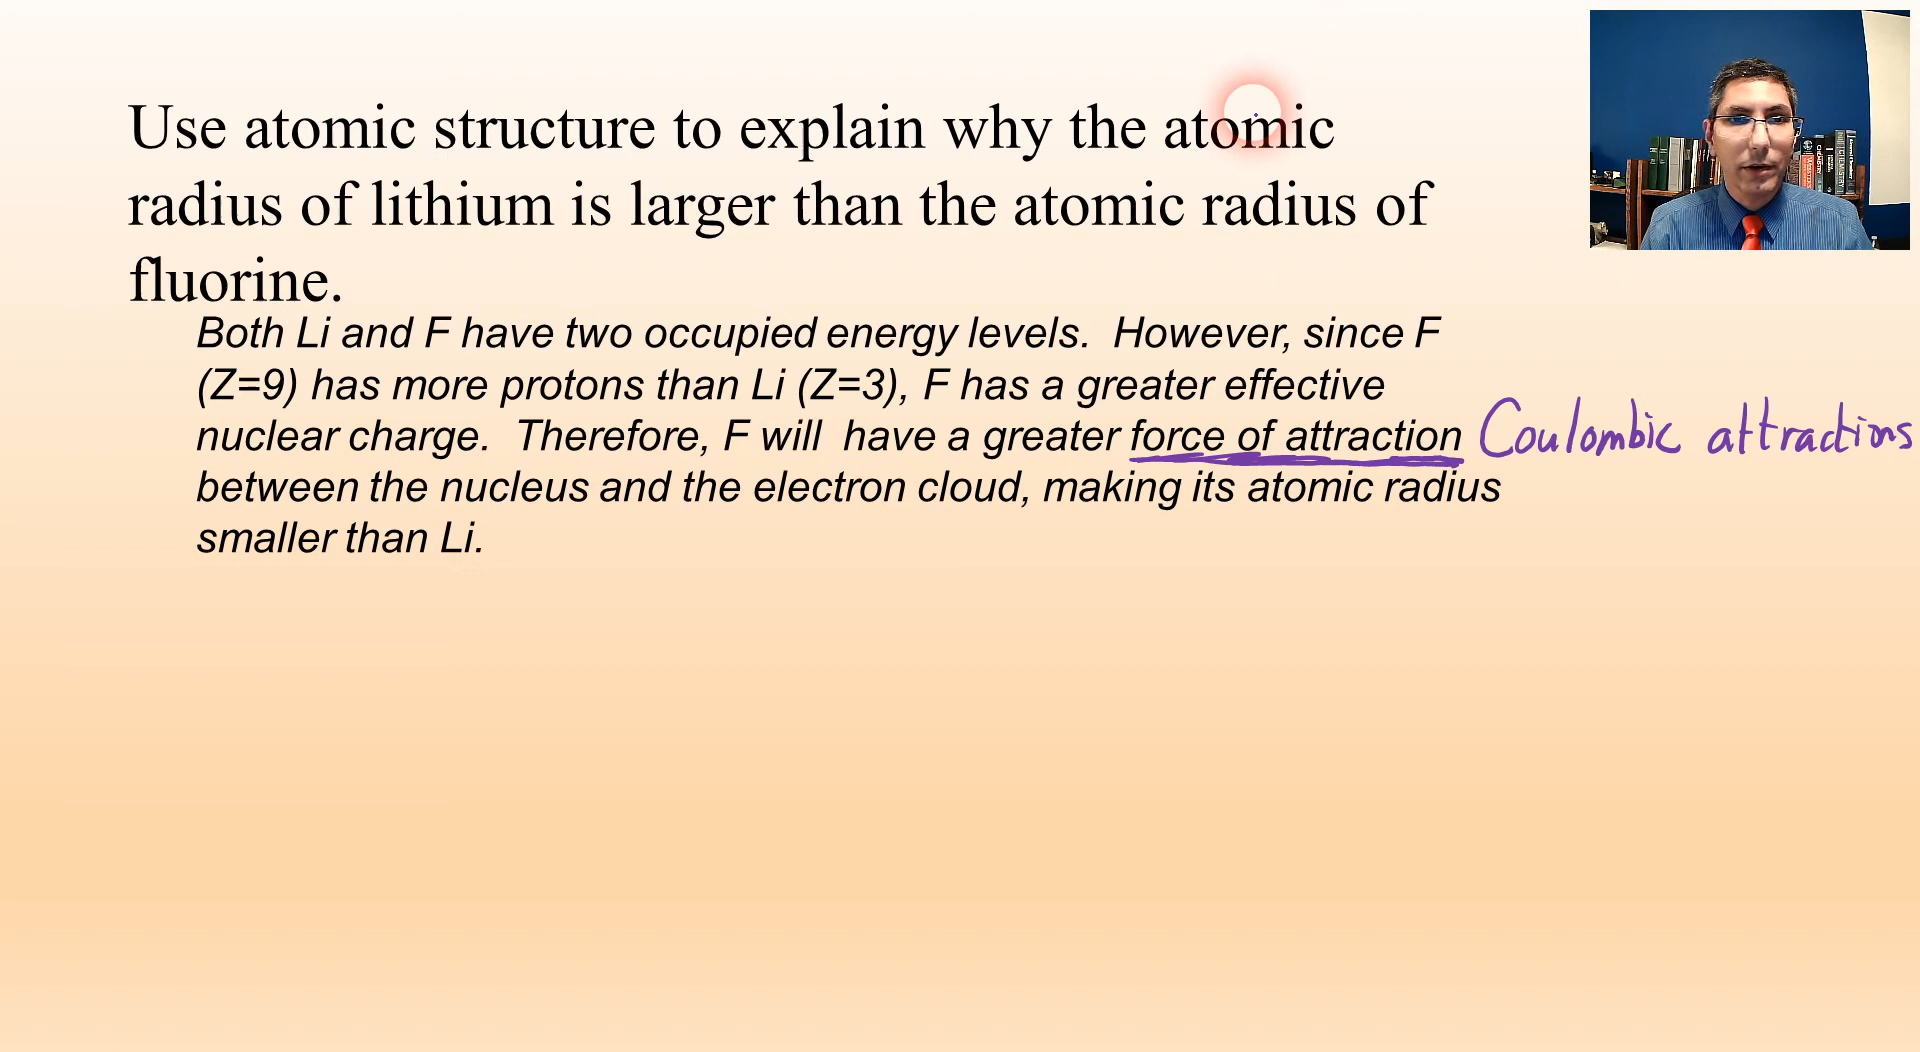 Use atomic structure to explain why the atomic
radius of lithium is larger than the atomic radius of
fluorine.
Both Li and F have two occupied energy levels.  However, since F
(Z=9) has more protons than Li (Z=3), F has a greater effective
nuclear charge.  Therefore, F will  have a greater force of attraction Coulombic attractions
between the nucleus and the electron cloud, making its atomic radius
smaller than Li.